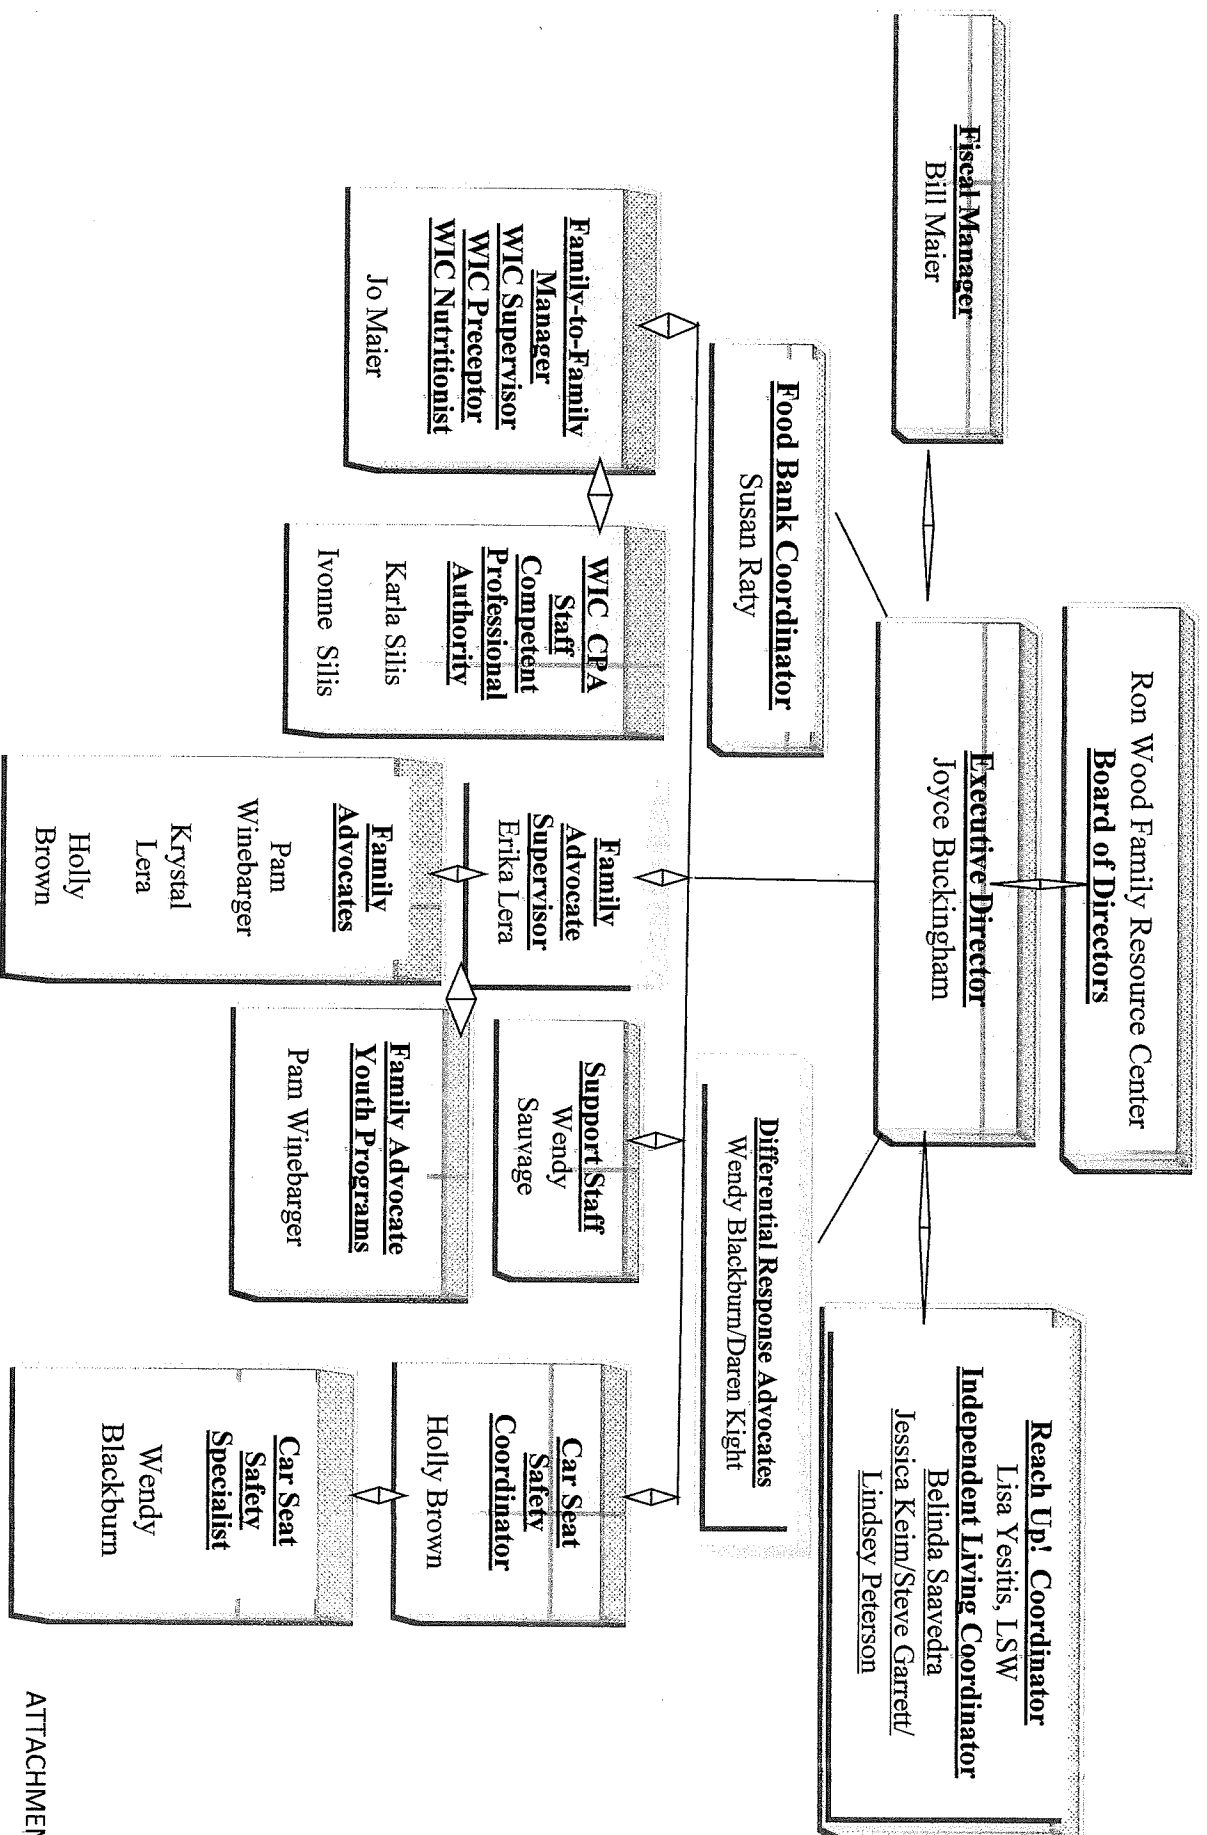 Ron Wood Family Resource Center
Board of Directors
Fiscal Manager
Bill Maier
Executive Director
Joyce Buckingham
Reach Up! Coordinator
Lisa Yesitis, LSW
Independent Living Coordinator
Belinda Saavedra
Jessica Keim/Steve Garrett/
Lindsey Peterson
Food Bank Coordinator
Susan Raty
Differential Response Advocates
Wendy Blackburn/Daren Kight
Family-to-Family
Manager
WIC Supervisor
WIC Preceptor
WIC Nutritionist
Jo Maier
WIC CPA
Staff
Competent
Professional
Authority
Karla Silis
Ivonne Silis
Family
Advocate
Supervisor
Erika Lera
Support Staff
Wendy
Sauvage
Car Seat
Safety
Coordinator
Holly Brown
Family
Advocates
Pam
Winebarger
Krystal
Lera
Holly
Brown
Family Advocate
Youth Programs
Pam Winebarger
Car Seat
Safety
Specialist
Wendy
Blackburn
ATTACHMEN